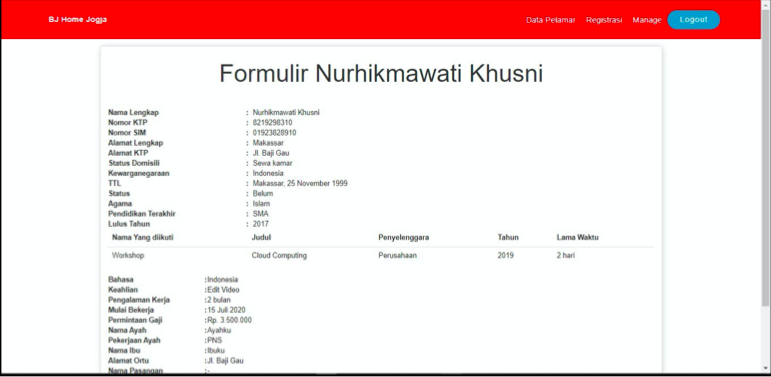 BJ Home Jogja Data Pelamar Registrasi Manage Logout
Formulir Nurhikmawati Khusni
Nama Lengkap : Nurhikmawati Khusni
Nomor KTP : 8219298310
Nomor SIM : 01923828910
Alamat Lengkap : Makassar
Alamat KTP : Jl. Baji Gau
Status Domisili : Sewa kamar
Kewarganegaraan : Indonesia
TTL : Makassar, 25 November 1999
Status : Belum
Agama : Islam
Pendidikan Terakhir : SMA
Lulus Tahun : 2017
Nama Yang diikuti Judul Penyelenggara Tahun Lama Waktu
Workshop Cloud Computing Perusahaan 2019 2 hari
Bahasa :Indonesia
Keahlian :Edit Video
Pengalaman Kerja :2 bulan
Mulai Bekerja :15 Juli 2020
Permintaan Gaji :Rp. 3.500.000
Nama Ayah :Ayahku
Pekerjaan Ayah :PNS
Nama Ibu :Ibuku
Alamat Ortu :Jl. Baji Gau
Nama Pasangan :-